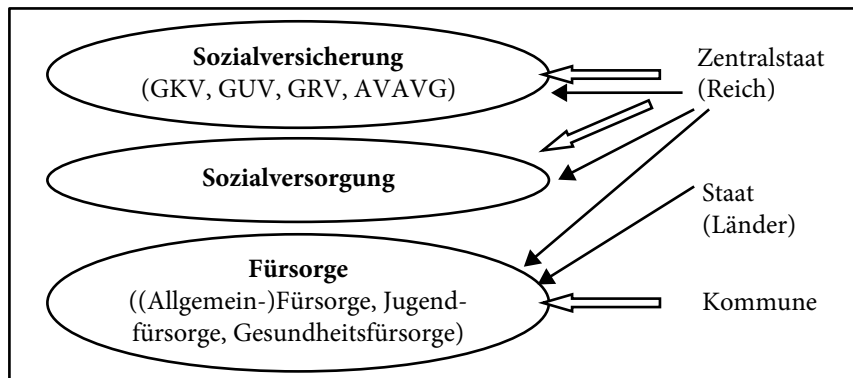 Sozialversicherung
(GKV, GUV, GRV, AVAVG)
Zentralstaat
(Reich)
Sozialversorgung
Staat
(Länder)
Fürsorge
((Allgemein-)Fürsorge, Jugend-
fürsorge, Gesundheitsfürsorge)
Kommune